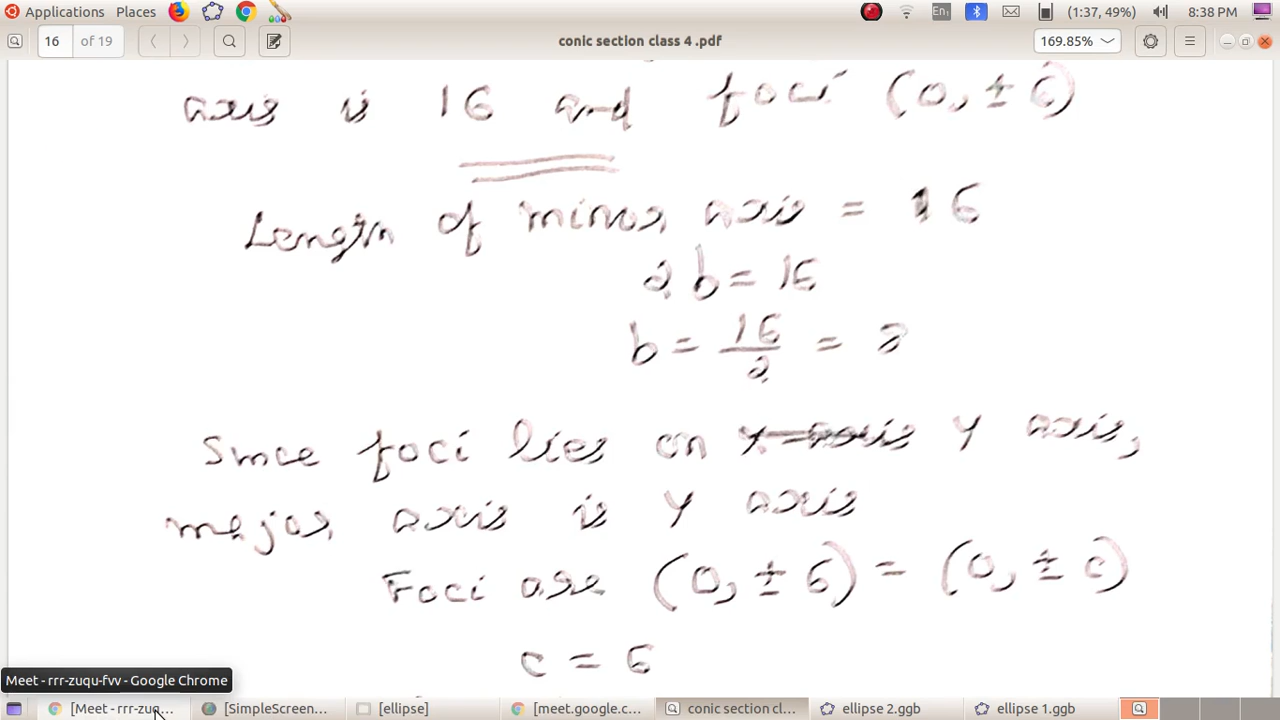 Applications Places En₁ (1:37, 49%) 8:38 PM
16 of 19 conic section class 4 .pdf 169.85%
axis is 16 and foci (0, ±6)
Length of minor axis = 16
2b = 16
b = 16/2 = 8
Since foci lies on y axis,
major axis is y axis
Foci are (0, ±6) = (0, ±c)
c = 6
Meet - rrr-zuqu-fvv - Google Chrome
[Meet - rrr-zuq... [SimpleScreen... [ellipse] [meet.google.c... conic section cl... ellipse 2.ggb ellipse 1.ggb